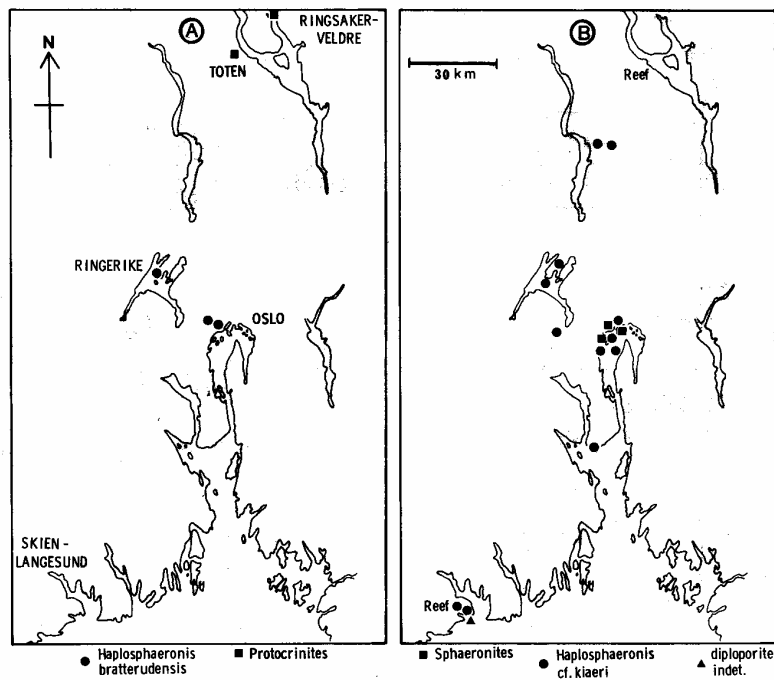 A
N
RINGSAKER-
VELDRE
TOTEN
RINGERIKE
OSLO
SKIEN -
LANGESUND
● Haplosphaeronis
bratterudensis
■ Protocrinites
B
30 km
Reef
Reef
■ Sphaeronites
● Haplosphaeronis
cf. kiaeri
▲ diploporite
indet.